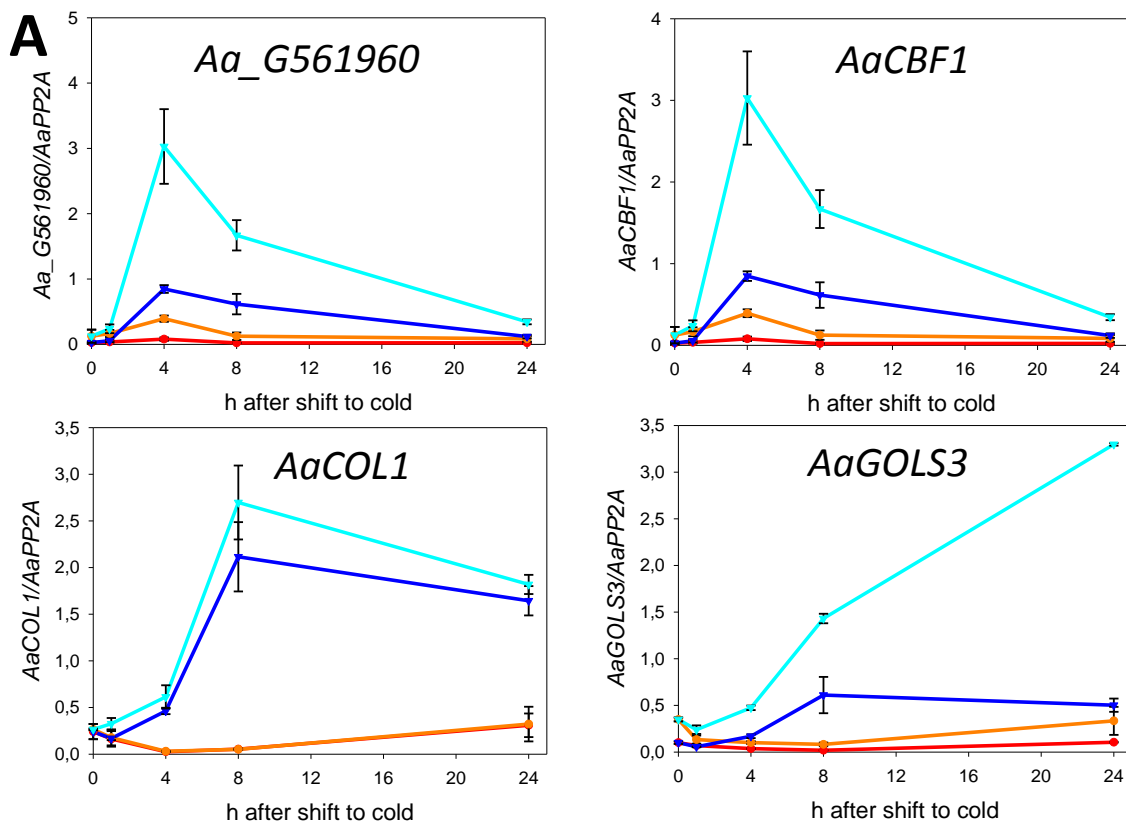 A
Aa_G561960
Aa_G561960/AaPP2A
5
4
3
2
1
0
0 4 8 12 16 20 24
h after shift to cold
AaCBF1
AaCBF1/AaPP2A
4
3
2
1
0
0 4 8 12 16 20 24
h after shift to cold
AaCOL1
AaCOL1/AaPP2A
3,5
3,0
2,5
2,0
1,5
1,0
0,5
0,0
0 4 8 12 16 20 24
h after shift to cold
AaGOLS3
AaGOLS3/AaPP2A
3,5
3,0
2,5
2,0
1,5
1,0
0,5
0,0
0 4 8 12 16 20 24
h after shift to cold